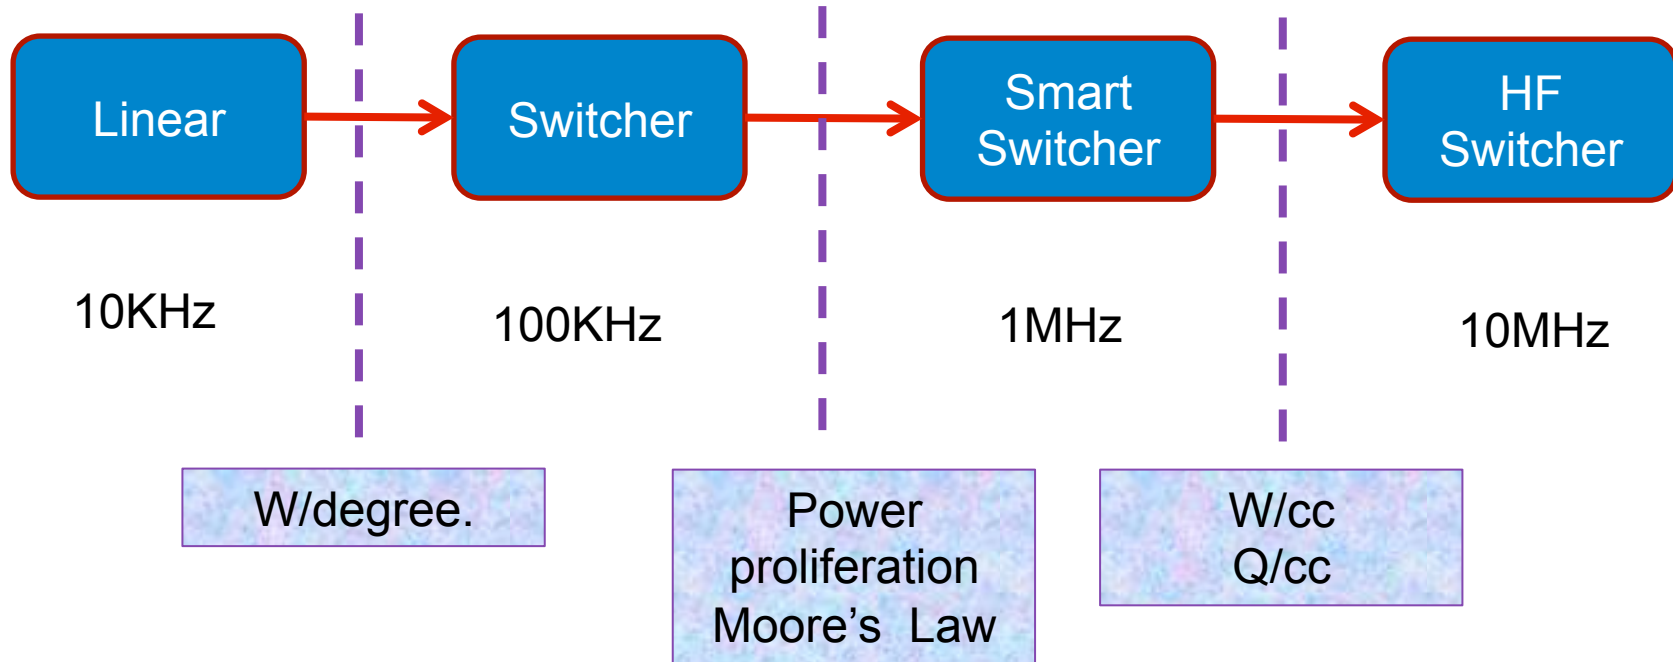 Linear
Switcher
Smart
Switcher
HF
Switcher
10KHz
100KHz
1MHz
10MHz
W/degree.
Power
proliferation
Moore’s Law
W/cc
Q/cc